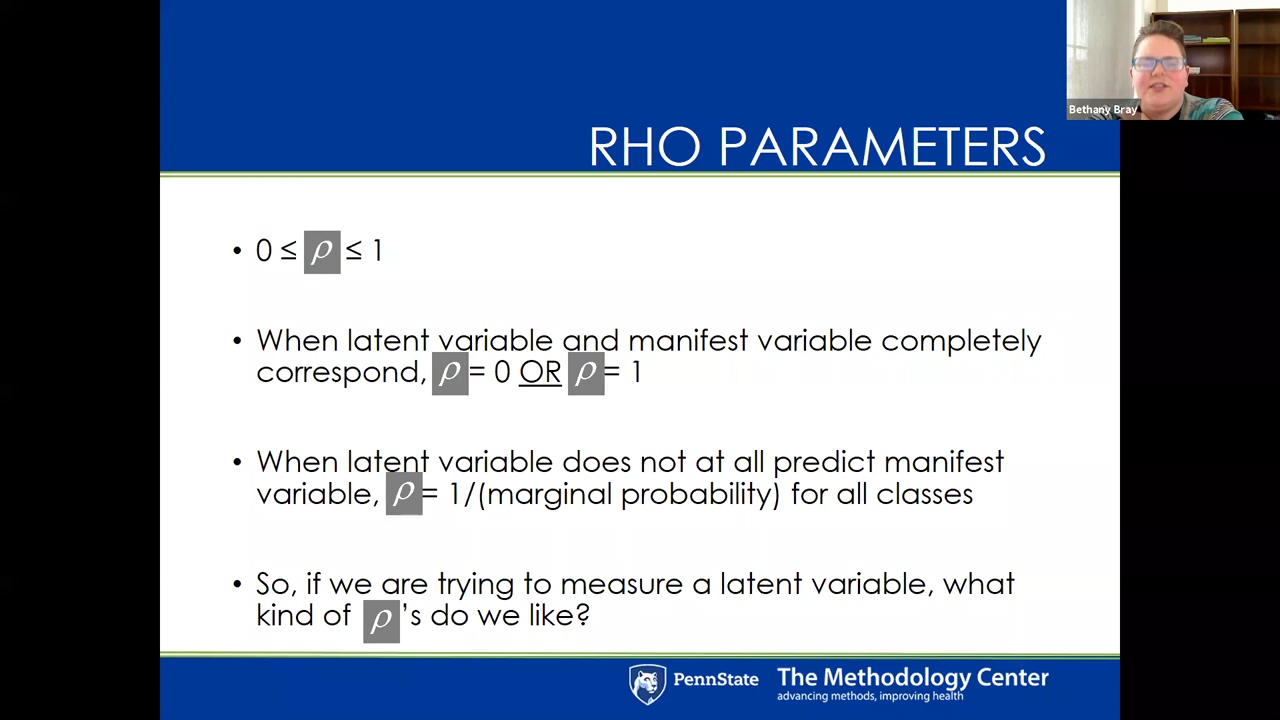 Bethany Bray
RHO PARAMETERS
• 0 ≤ ρ ≤ 1
• When latent variable and manifest variable completely
correspond, ρ = 0 OR ρ = 1
• When latent variable does not at all predict manifest
variable, ρ = 1/(marginal probability) for all classes
• So, if we are trying to measure a latent variable, what
kind of ρ's do we like?
PennState
The Methodology Center
advancing methods, improving health